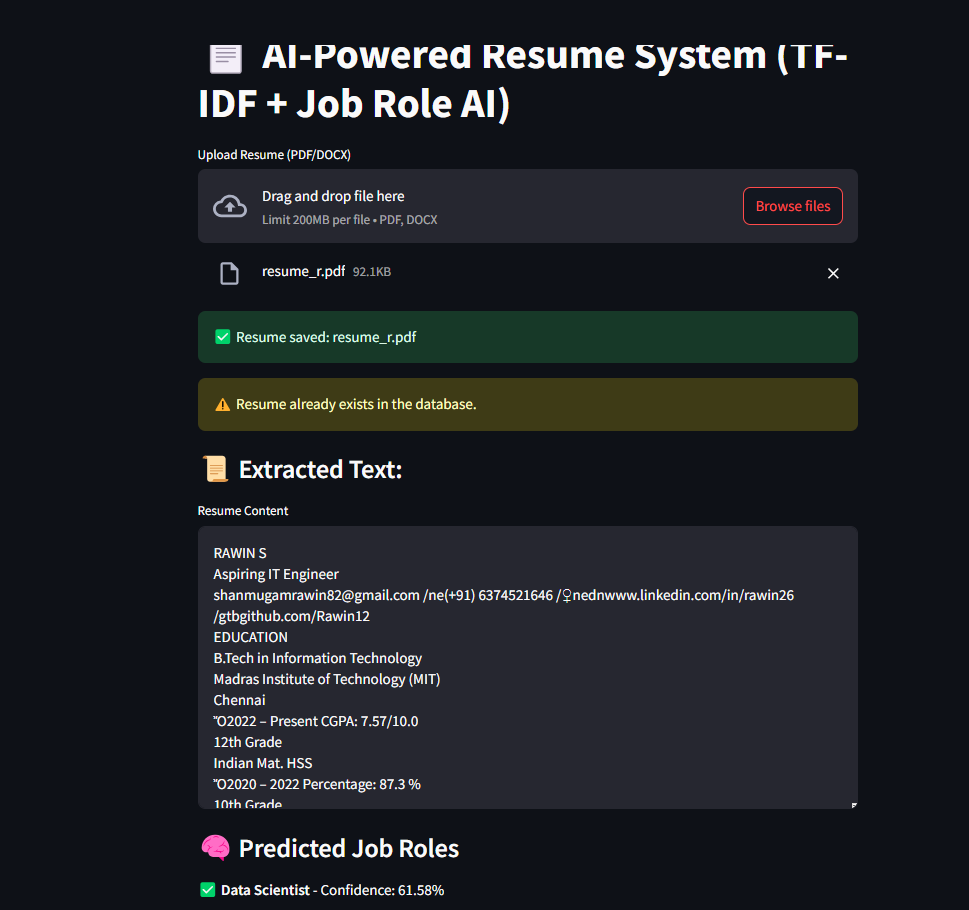 AI-Powered Resume System (TF-
IDF + Job Role AI)
Upload Resume (PDF/DOCX)
Drag and drop file here
Limit 200MB per file • PDF, DOCX
Browse files
resume_r.pdf 92.1KB
Resume saved: resume_r.pdf
Resume already exists in the database.
Extracted Text:
Resume Content
RAWIN S
Aspiring IT Engineer
shanmugamrawin82@gmail.com /ne(+91) 6374521646 /♀nednwww.linkedin.com/in/rawin26
/gtbgithub.com/Rawin12
EDUCATION
B.Tech in Information Technology
Madras Institute of Technology (MIT)
Chennai
Ὄ2022 – Present CGPA: 7.57/10.0
12th Grade
Indian Mat. HSS
Ὄ2020 – 2022 Percentage: 87.3 %
10th Grade
Predicted Job Roles
Data Scientist - Confidence: 61.58%